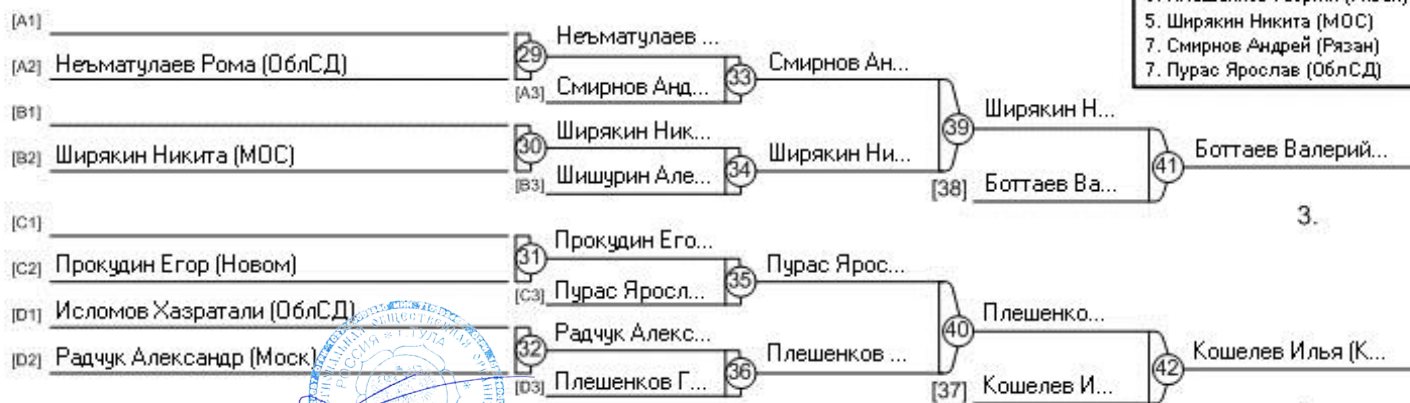 5. Ширякин Никита (МОС)
7. Смирнов Андрей (Рязан)
7. Пурас Ярослав (ОблСД)
[A1]
[A2] Неъматулаев Рома (ОблСД)
29
Неъматулаев ...
[A3] Смирнов Анд...
33
Смирнов Ан...
[B1]
[B2] Ширякин Никита (МОС)
30
Ширякин Ник...
[B3] Шишурин Але...
34
Ширякин Ни...
39
Ширякин Н...
[38] Боттаев Ва...
41
Боттаев Валерий...
3.
[C1]
[C2] Прокудин Егор (Новом)
31
Прокудин Его...
[C3] Пурас Яросл...
35
Пурас Ярос...
[D1] Исломов Хазратали (ОблСД)
[D2] Радчук Александр (Моск)
32
Радчук Алекс...
[D3] Плешенков Г...
36
Плешенков ...
40
Плешенко...
[37] Кошелев И...
42
Кошелев Илья (К...
РОССИЯ * г. ТУЛА